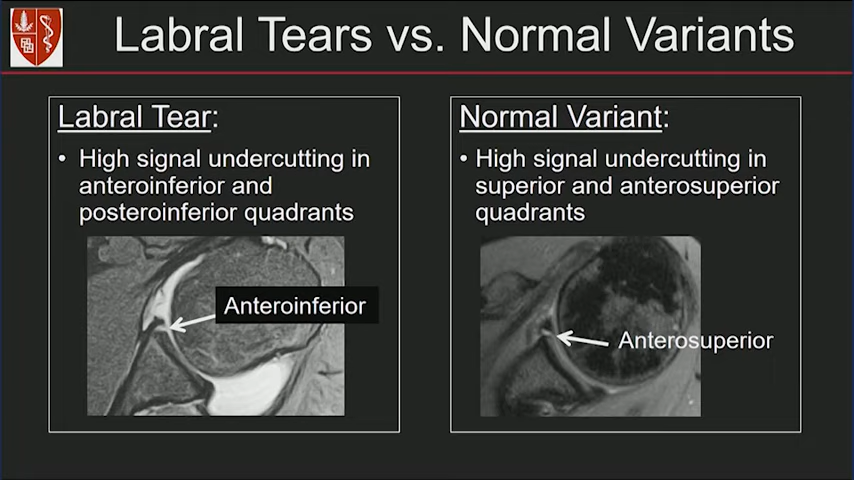 Labral Tears vs. Normal Variants
Labral Tear:
• High signal undercutting in
anteroinferior and
posteroinferior quadrants
Anteroinferior
Normal Variant:
• High signal undercutting in
superior and anterosuperior
quadrants
Anterosuperior